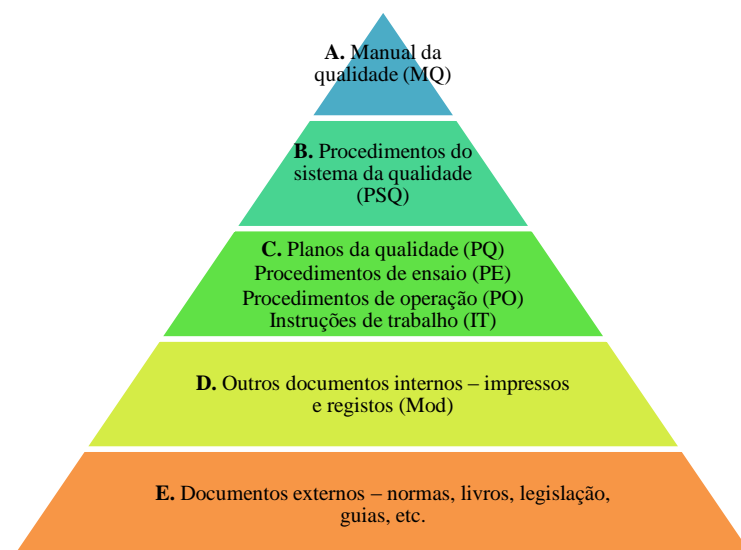 A. Manual da
qualidade (MQ)
B. Procedimentos do
sistema da qualidade
(PSQ)
C. Planos da qualidade (PQ)
Procedimentos de ensaio (PE)
Procedimentos de operação (PO)
Instruções de trabalho (IT)
D. Outros documentos internos – impressos
e registos (Mod)
E. Documentos externos – normas, livros, legislação,
guias, etc.